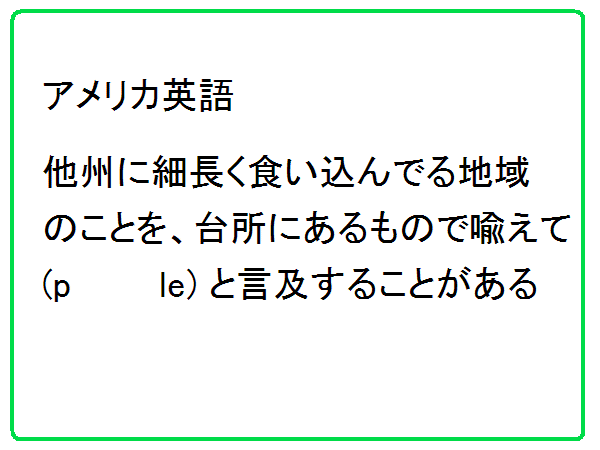 アメリカ英語
他州に細長く食い込んでる地域
のことを、台所にあるもので喩えて
(p　　le) と言及することがある